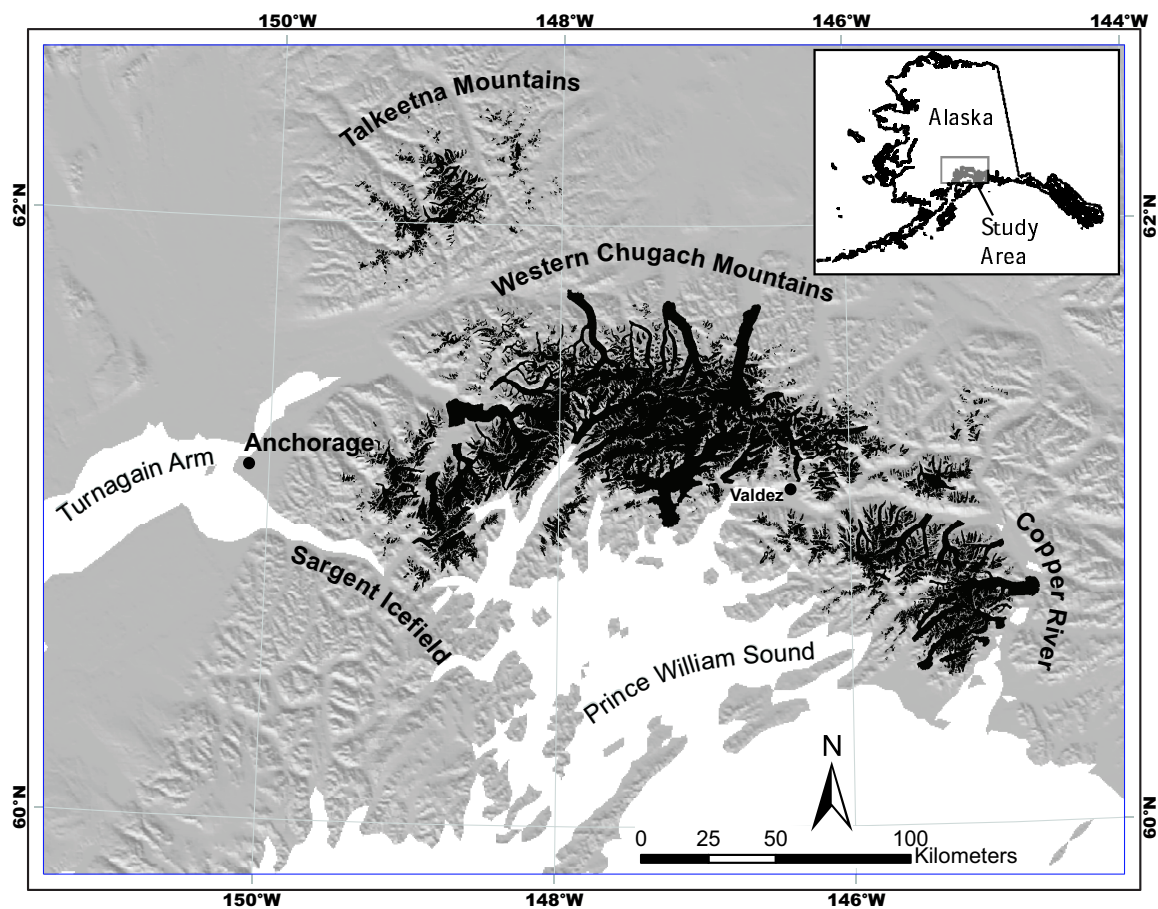 150°W 148°W 146°W 144°W
Talkeetna Mountains
Alaska
Study
Area
62°N 62°N
Western Chugach Mountains
Anchorage
Turnagain Arm
Valdez
Copper River
Sargent Icefield
Prince William Sound
N
60°N 60°N
0 25 50 100
Kilometers
150°W 148°W 146°W